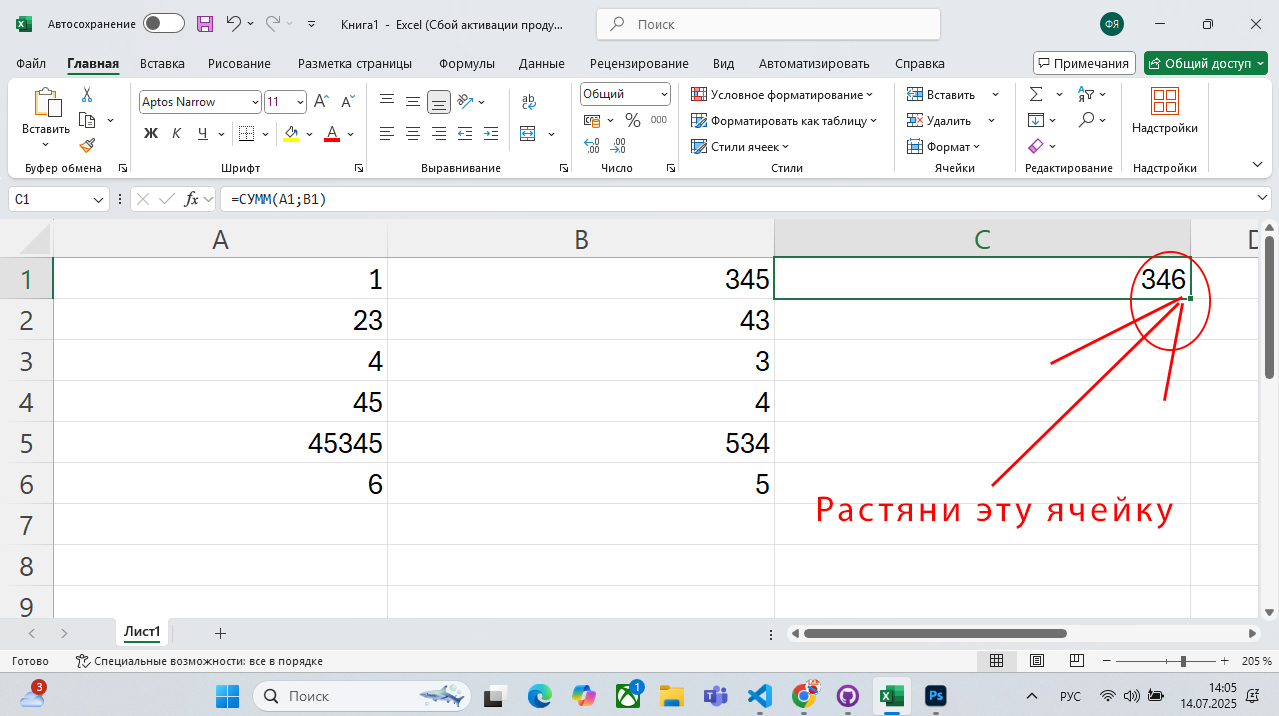 Автосохранение
Книга1 - Excel (Сбой активации проду...
Поиск
ФЯ
Файл Главная Вставка Рисование Разметка страницы Формулы Данные Рецензирование Вид Автоматизировать Справка
Примечания
Общий доступ
Вставить
Буфер обмена
Aptos Narrow 11
Ж К Ч
Шрифт
ab
Выравнивание
Общий
% 000
Число
Условное форматирование
Форматировать как таблицу
Стили ячеек
Стили
Вставить
Удалить
Формат
Ячейки
Редактирование
Надстройки
Надстройки
C1
fx
=СУММ(A1;B1)
A B C D
1 1 345 346
2 23 43
3 4 3
4 45 4
5 45345 534
6 6 5
Растяни эту ячейку
7
8
9
Лист1
Готово
Специальные возможности: все в порядке
205 %
3
Поиск
1
Ps
РУС
14:05
14.07.2025